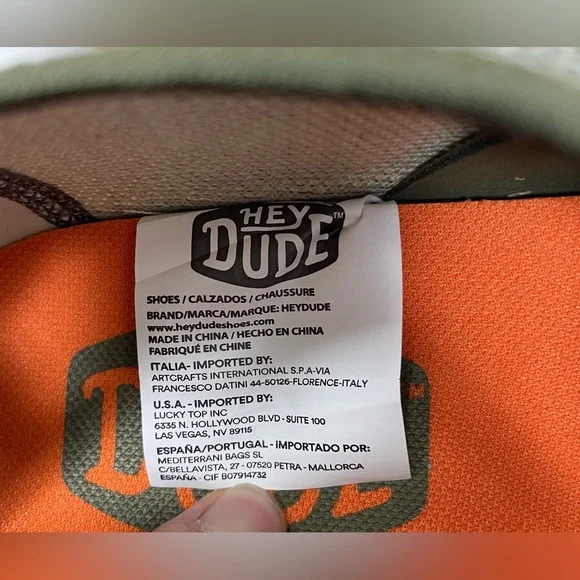 HEY
DUDE™
SHOES / CALZADOS / CHAUSSURE
BRAND/MARCA/MARQUE: HEYDUDE
www.heydudeshoes.com
MADE IN CHINA / HECHO EN CHINA
FABRIQUÉ EN CHINE
ITALIA- IMPORTED BY:
ARTCRAFTS INTERNATIONAL S.P.A-VIA
FRANCESCO DATINI 44-50126-FLORENCE-ITALY
U.S.A. - IMPORTED BY:
LUCKY TOP INC
6335 N. HOLLYWOOD BLVD - SUITE 100
LAS VEGAS, NV 89115
ESPAÑA/PORTUGAL - iMPORTADO POR:
MEDITERRANI BAGS SL
C/BELLAVISTA, 27 - 07520 PETRA - MALLORCA
ESPAÑA - CIF B07914732